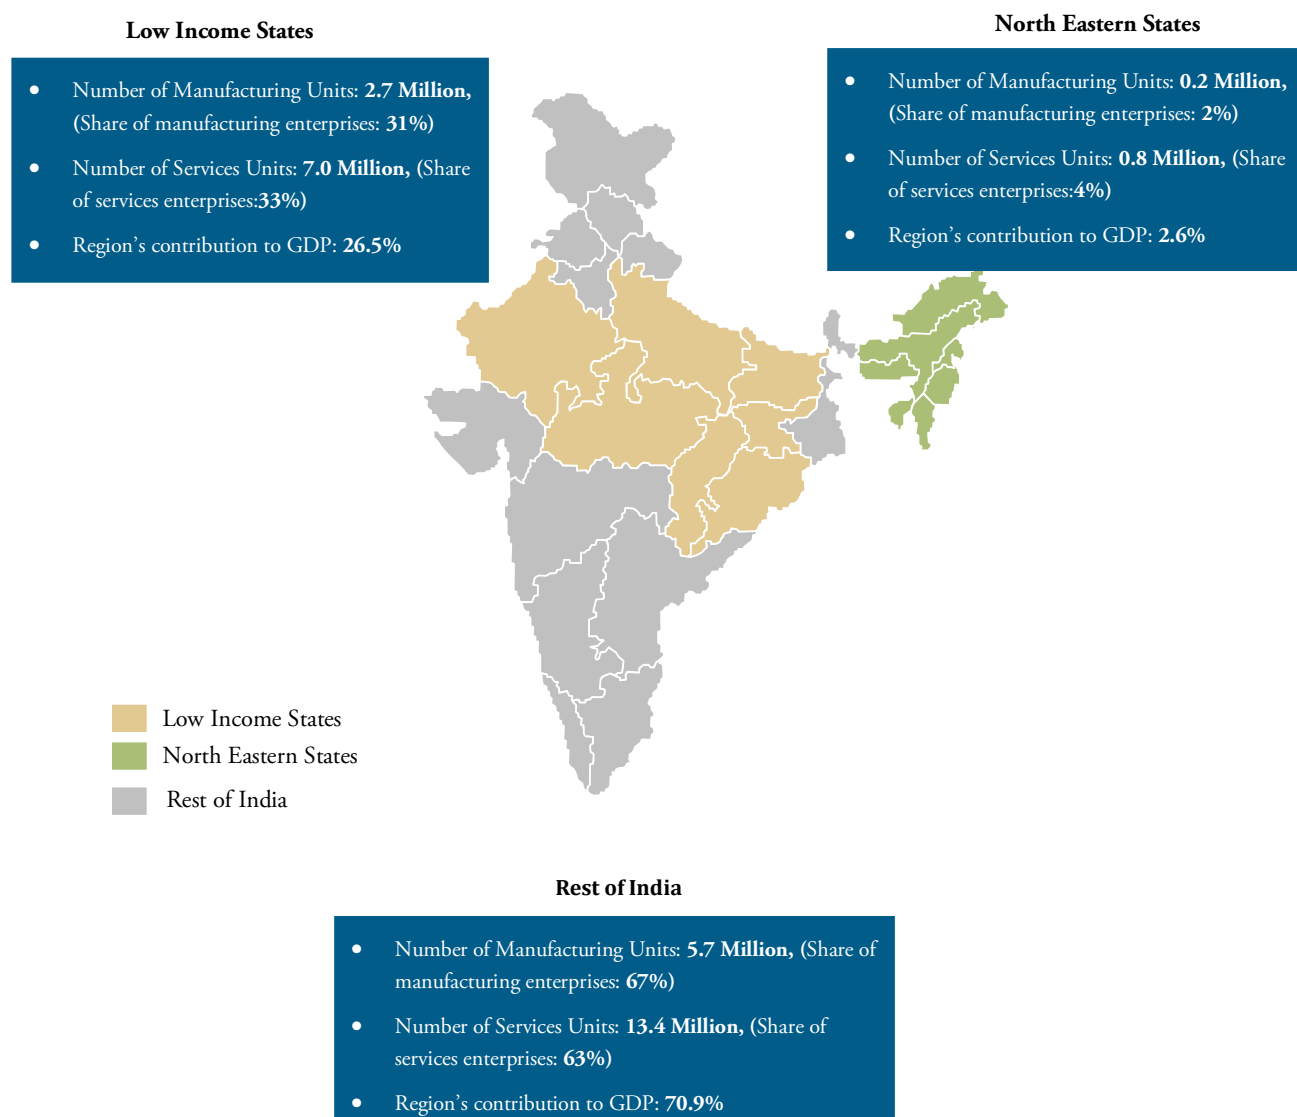 Low Income States
• Number of Manufacturing Units: 2.7 Million,
(Share of manufacturing enterprises: 31%)
• Number of Services Units: 7.0 Million, (Share
of services enterprises:33%)
• Region's contribution to GDP: 26.5%
North Eastern States
• Number of Manufacturing Units: 0.2 Million,
(Share of manufacturing enterprises: 2%)
• Number of Services Units: 0.8 Million, (Share
of services enterprises:4%)
• Region's contribution to GDP: 2.6%
Low Income States
North Eastern States
Rest of India
Rest of India
• Number of Manufacturing Units: 5.7 Million, (Share of
manufacturing enterprises: 67%)
• Number of Services Units: 13.4 Million, (Share of
services enterprises: 63%)
• Region's contribution to GDP: 70.9%